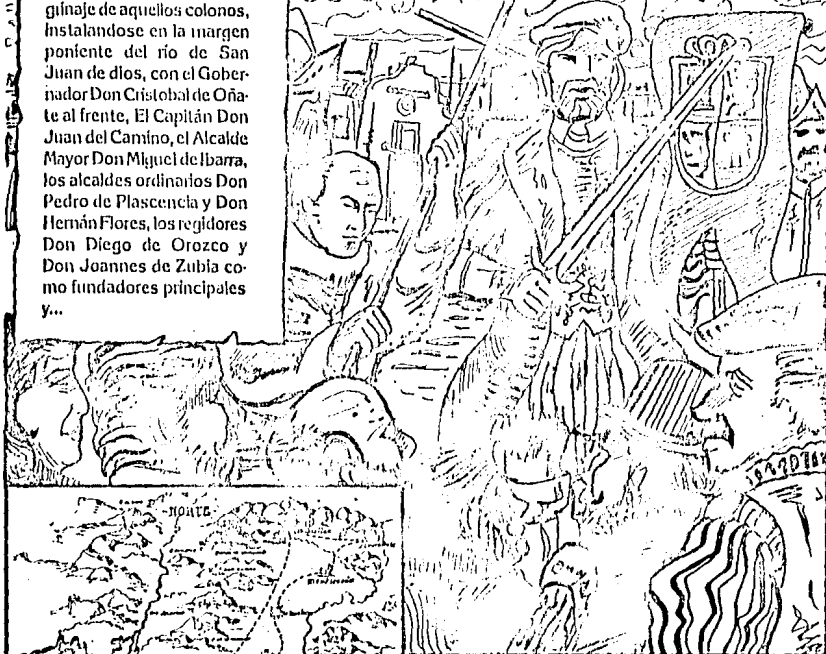 grinaje de aquellos colonos,
instalandose en la margen
poniente del río de San
Juan de dios, con el Gober-
nador Don Cristobal de Oña-
te al frente, El Capitán Don
Juan del Camino, el Alcalde
Mayor Don Miguel de Ibarra,
los alcaldes ordinarios Don
Pedro de Plascencia y Don
Hernán Flores, los regidores
Don Diego de Orozco y
Don Joannes de Zubia co-
mo fundadores principales
y...
NORTE